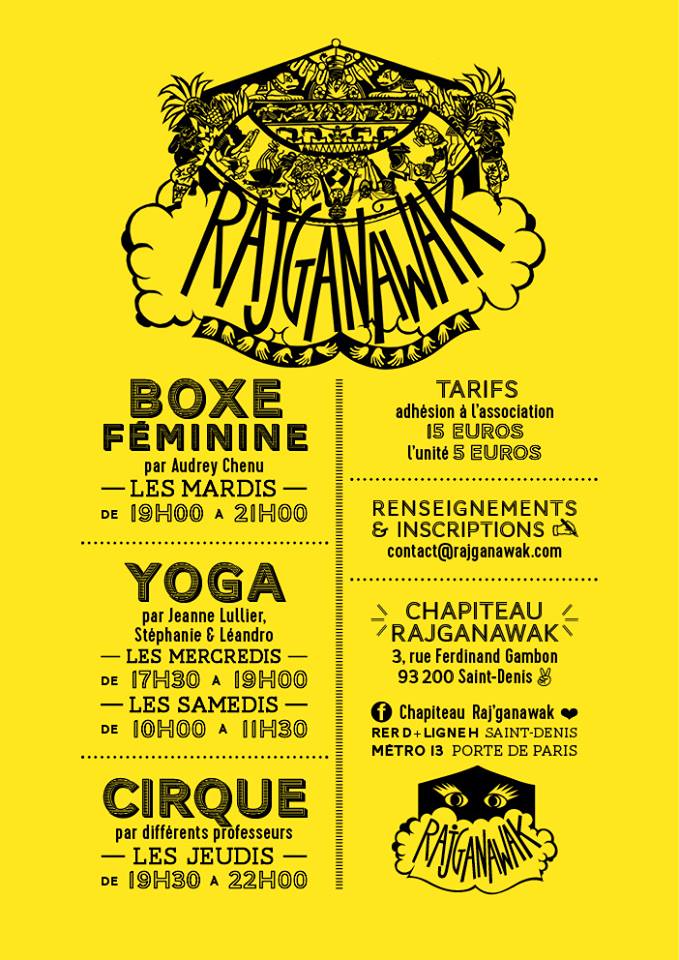 RAJGANAWAK
BOXE
FÉMININE
par Audrey Chenu
— LES MARDIS —
DE 19H00 A 21H00
YOGA
par Jeanne Lullier,
Stéphanie & Léandro
— LES MERCREDIS —
DE 17H30 A 19H00
— LES SAMEDIS —
DE 10H00 A 11H30
CIRQUE
par différents professeurs
— LES JEUDIS —
DE 19H30 A 22H00
TARIFS
adhésion à l'association
15 EUROS
l'unité 5 EUROS
RENSEIGNEMENTS
& INSCRIPTIONS ✍
contact@rajganawak.com
CHAPITEAU
RAJGANAWAK
3, rue Ferdinand Gambon
93 200 Saint-Denis ✌
f Chapiteau Raj'ganawak ❤
RER D + LIGNE H SAINT-DENIS
MÉTRO 13 PORTE DE PARIS
RAJGANAWAK